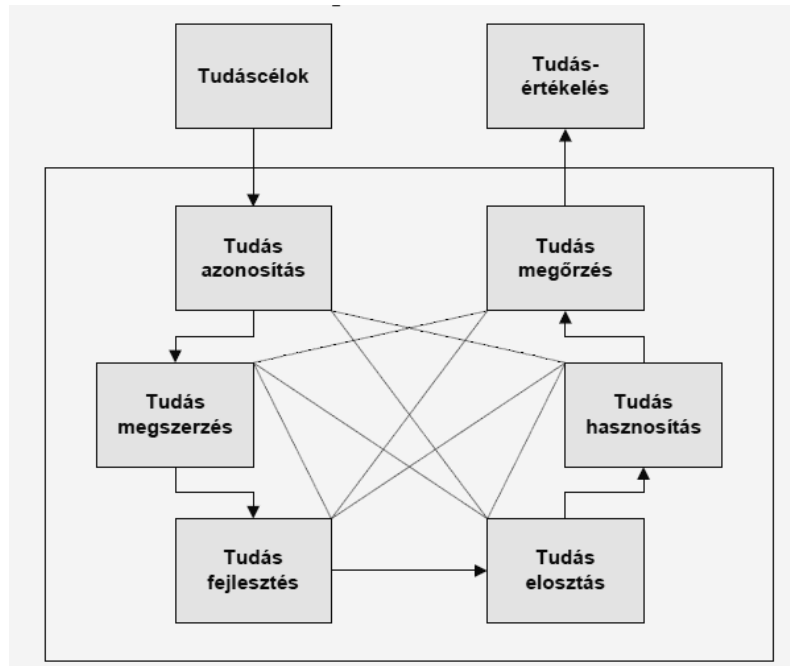 Tudáscélok
Tudás-
értékelés
Tudás
azonosítás
Tudás
megőrzés
Tudás
megszerzés
Tudás
hasznosítás
Tudás
fejlesztés
Tudás
elosztás